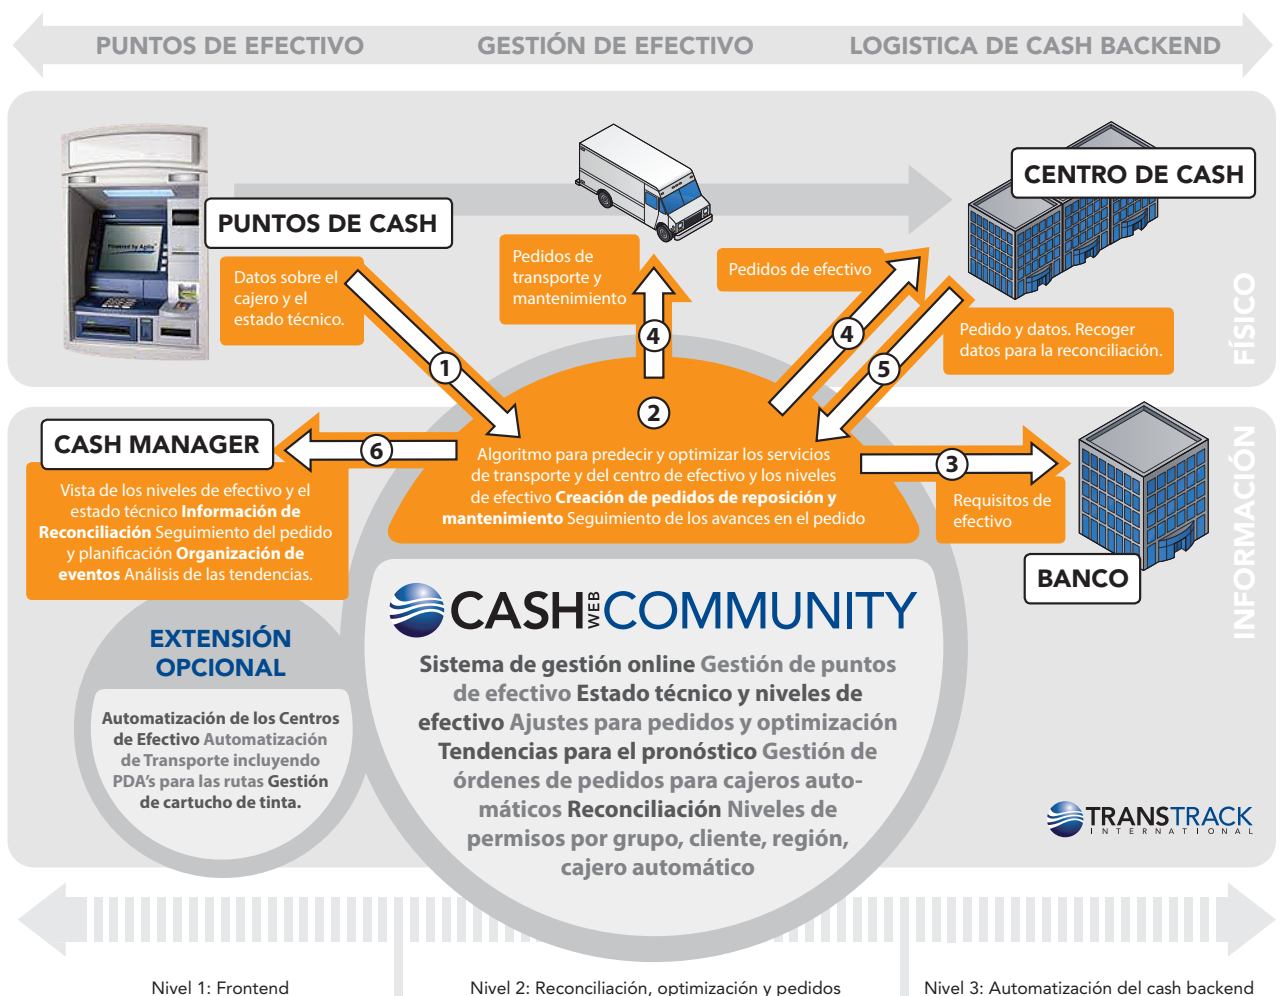 PUNTOS DE EFECTIVO
GESTIÓN DE EFECTIVO
LOGISTICA DE CASH BACKEND
CENTRO DE CASH
PUNTOS DE CASH
Powered by Agilis
Datos sobre el
cajero y el
estado técnico.
Pedidos de
transporte y
mantenimiento
Pedidos de efectivo
Pedido y datos. Recoger
datos para la reconciliación.
FÍSICO
1
4
4
5
2
CASH MANAGER
6
3
Vista de los niveles de efectivo y el
estado técnico Información de
Reconciliación Seguimiento del pedido
y planificación Organización de
eventos Análisis de las tendencias.
Algoritmo para predecir y optimizar los servicios
de transporte y del centro de efectivo y los niveles
de efectivo Creación de pedidos de reposición y
mantenimiento Seguimiento de los avances en el pedido
Requisitos de
efectivo
BANCO
INFORMACIÓN
CASH WEB COMMUNITY
Sistema de gestión online Gestión de puntos
de efectivo Estado técnico y niveles de
efectivo Ajustes para pedidos y optimización
Tendencias para el pronóstico Gestión de
órdenes de pedidos para cajeros auto-
máticos Reconciliación Niveles de
permisos por grupo, cliente, región,
cajero automático
EXTENSIÓN
OPCIONAL
Automatización de los Centros
de Efectivo Automatización
de Transporte incluyendo
PDA's para las rutas Gestión
de cartucho de tinta.
TRANSTRACK
INTERNATIONAL
Nivel 1: Frontend
Nivel 2: Reconciliación, optimización y pedidos
Nivel 3: Automatización del cash backend